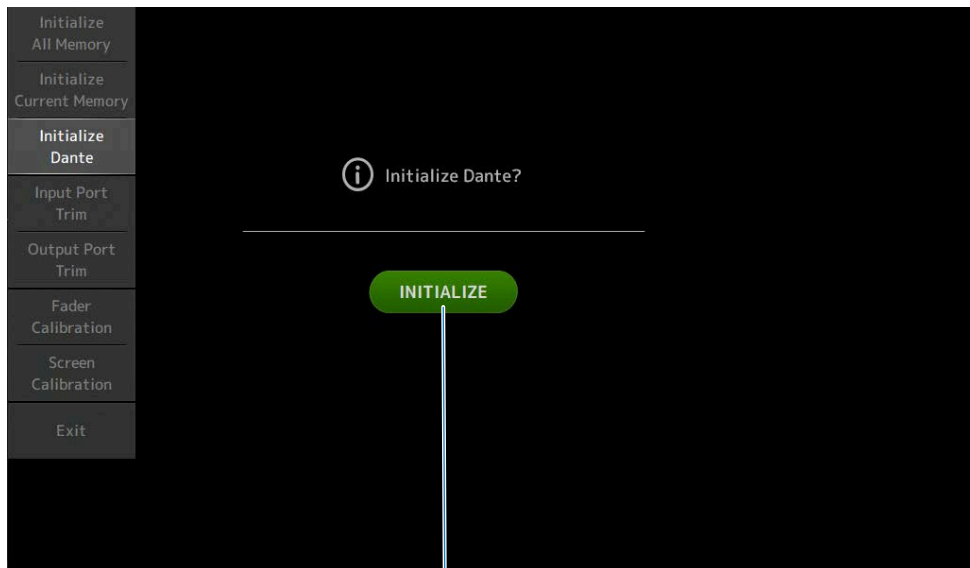 Initialize
All Memory
Initialize
Current Memory
Initialize
Dante
Input Port
Trim
Output Port
Trim
Fader
Calibration
Screen
Calibration
Exit
Initialize Dante?
INITIALIZE